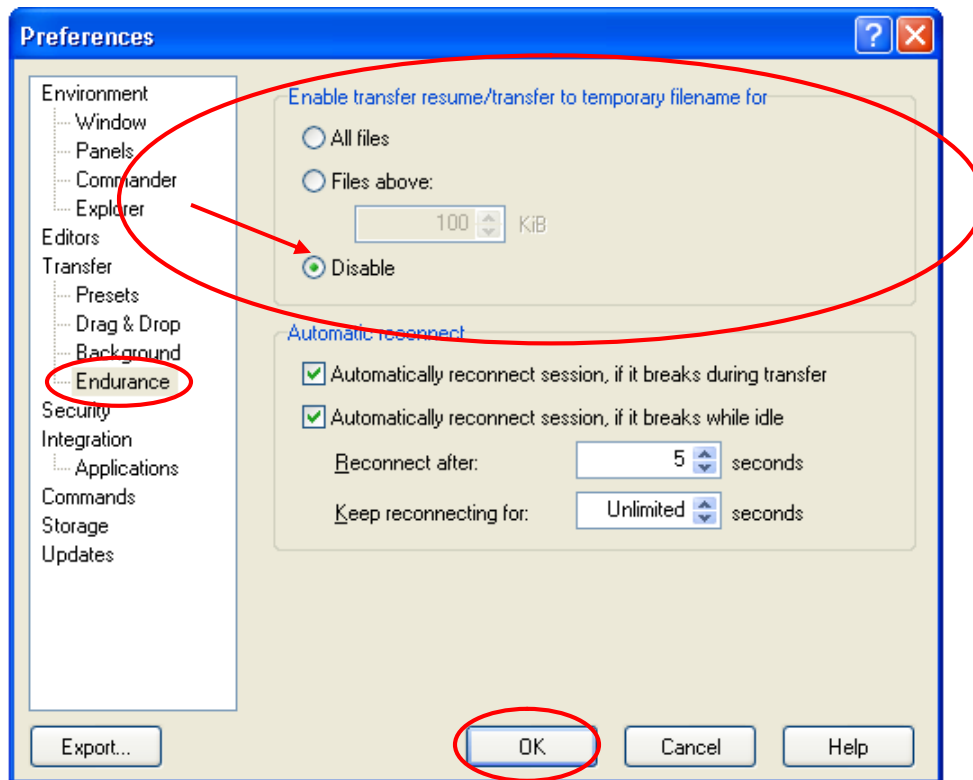 Preferences
Environment
Window
Panels
Commander
Explorer
Editors
Transfer
Presets
Drag & Drop
Background
Endurance
Security
Integration
Applications
Commands
Storage
Updates
Enable transfer resume/transfer to temporary filename for
All files
Files above:
100 KiB
Disable
Automatic reconnect
Automatically reconnect session, if it breaks during transfer
Automatically reconnect session, if it breaks while idle
Reconnect after: 5 seconds
Keep reconnecting for: Unlimited seconds
Export... OK Cancel Help